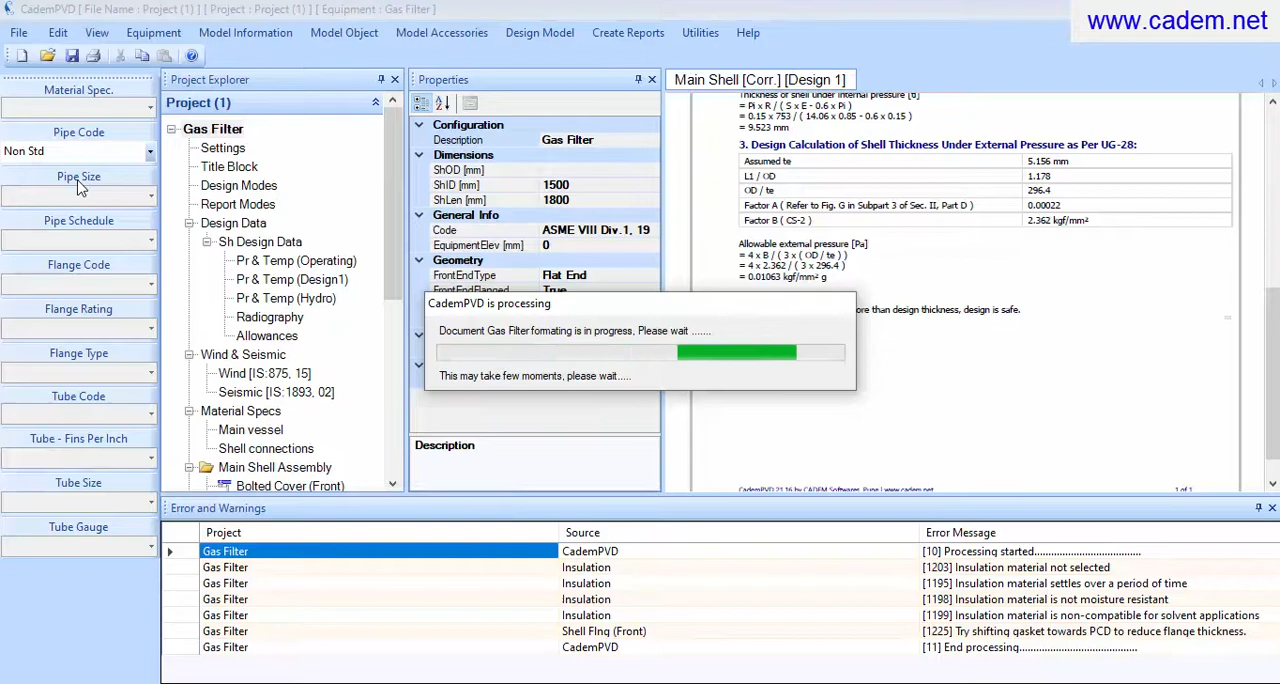 CademPVD [ File Name : Project (1) ] [ Project : Project (1) ] [ Equipment : Gas Filter ]
www.cadem.net
File Edit View Equipment Model Information Model Object Model Accessories Design Model Create Reports Utilities Help
Material Spec.
Pipe Code
Non Std
Pipe Size
Pipe Schedule
Flange Code
Flange Rating
Flange Type
Tube Code
Tube - Fins Per Inch
Tube Size
Tube Gauge
Project Explorer
Project (1)
Gas Filter
Settings
Title Block
Design Modes
Report Modes
Design Data
Sh Design Data
Pr & Temp (Operating)
Pr & Temp (Design1)
Pr & Temp (Hydro)
Radiography
Allowances
Wind & Seismic
Wind [IS:875, 15]
Seismic [IS:1893, 02]
Material Specs
Main vessel
Shell connections
Main Shell Assembly
Bolted Cover (Front)
Properties
Configuration
Description Gas Filter
Dimensions
ShOD [mm]
ShID [mm] 1500
ShLen [mm] 1800
General Info
Code ASME VIII Div.1, 19
EquipmentElev [mm] 0
Geometry
FrontEndType Flat End
FrontEndFlanged True
Description
Main Shell [Corr.] [Design 1]
Thickness of shell under internal pressure [t]
= Pi x R / ( S x E - 0.6 x Pi )
= 0.15 x 753 / ( 14.06 x 0.85 - 0.6 x 0.15 )
= 9.523 mm
3. Design Calculation of Shell Thickness Under External Pressure as Per UG-28:
Assumed te 5.156 mm
L1 / OD 1.178
OD / te 296.4
Factor A ( Refer to Fig. G in Subpart 3 of Sec. II, Part D ) 0.00022
Factor B ( CS-2 ) 2.362 kgf/mm²
Allowable external pressure [Pa]
= 4 x B / ( 3 x ( OD / te ) )
= 4 x 2.362 / ( 3 x 296.4 )
= 0.01063 kgf/mm² g
more than design thickness, design is safe.
CademPVD 21.16 by CADEM Softwares, Pune | www.cadem.net 1 of 1
CademPVD is processing
Document Gas Filter formating is in progress, Please wait .......
This may take few moments, please wait.....
Error and Warnings
Project Source Error Message
Gas Filter CademPVD [10] Processing started.....................................
Gas Filter Insulation [1203] Insulation material not selected
Gas Filter Insulation [1195] Insulation material settles over a period of time
Gas Filter Insulation [1198] Insulation material is not moisture resistant
Gas Filter Insulation [1199] Insulation material is non-compatible for solvent applications
Gas Filter Shell Flng (Front) [1225] Try shifting gasket towards PCD to reduce flange thickness.
Gas Filter CademPVD [11] End processing.........................................